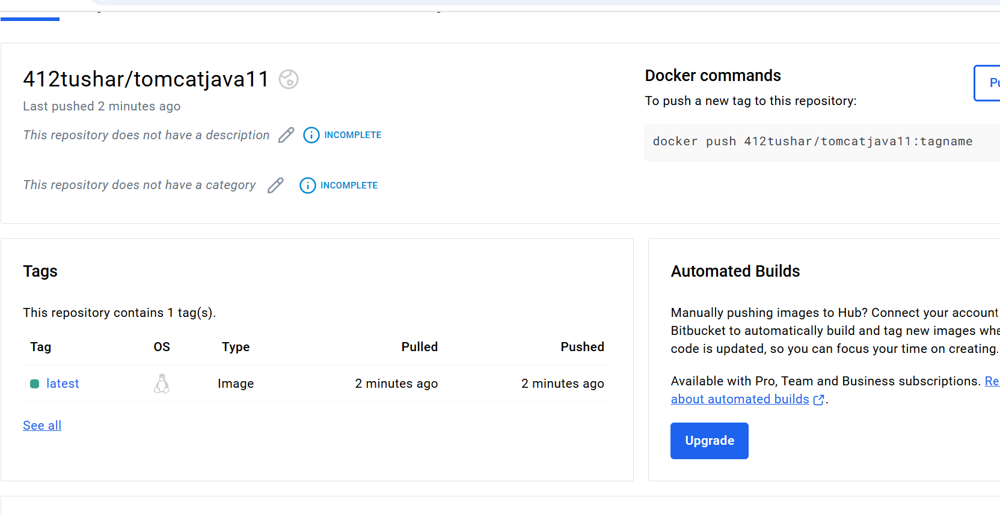 412tushar/tomcatjava11
Last pushed 2 minutes ago
This repository does not have a description
INCOMPLETE
This repository does not have a category
INCOMPLETE
Docker commands
To push a new tag to this repository:
docker push 412tushar/tomcatjava11:tagname
Tags
This repository contains 1 tag(s).
Tag OS Type Pulled Pushed
latest Image 2 minutes ago 2 minutes ago
See all
Automated Builds
Manually pushing images to Hub? Connect your account
Bitbucket to automatically build and tag new images
code is updated, so you can focus your time on creating.
Available with Pro, Team and Business subscriptions.
about automated builds.
Upgrade